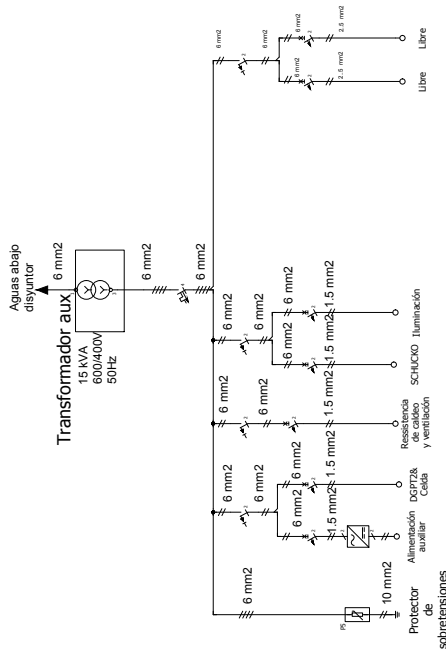 Aguas abajo
disyuntor
6 mm2
Transformador aux
15 kVA
600/400V
50Hz
6 mm2
6 mm2
6 mm2
6 mm2
6 mm2
2.5 mm2
Libre
6 mm2
2.5 mm2
Libre
6 mm2
6 mm2
6 mm2
1.5 mm2
Iluminación
6 mm2
1.5 mm2
SCHUCKO
6 mm2
6 mm2
1.5 mm2
Ressistencia
de caldeo
y ventilación
6 mm2
6 mm2
6 mm2
1.5 mm2
DGPT2&
Celda
6 mm2
1.5 mm2
Alimentación
auxiliar
6 mm2
P5
10 mm2
Protector
de
sobretensiones